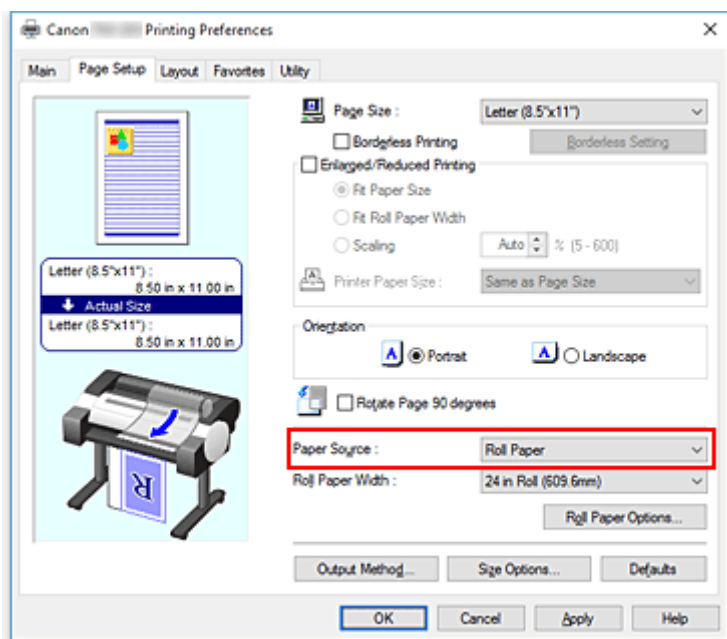 Canon Printing Preferences
Main Page Setup Layout Favorites Utility
Page Size : Letter (8.5"x11")
Borderless Printing Borderless Setting
Enlarged/Reduced Printing
Fit Paper Size
Fit Roll Paper Width
Scaling Auto % (5 - 600)
Printer Paper Size : Same as Page Size
Letter (8.5"x11") :
8.50 in x 11.00 in
Actual Size
Letter (8.5"x11") :
8.50 in x 11.00 in
Orientation
A Portrait A Landscape
Rotate Page 90 degrees
Paper Source : Roll Paper
Roll Paper Width : 24 in Roll (609.6mm)
Roll Paper Options...
R
Output Method... Size Options... Defaults
OK Cancel Apply Help